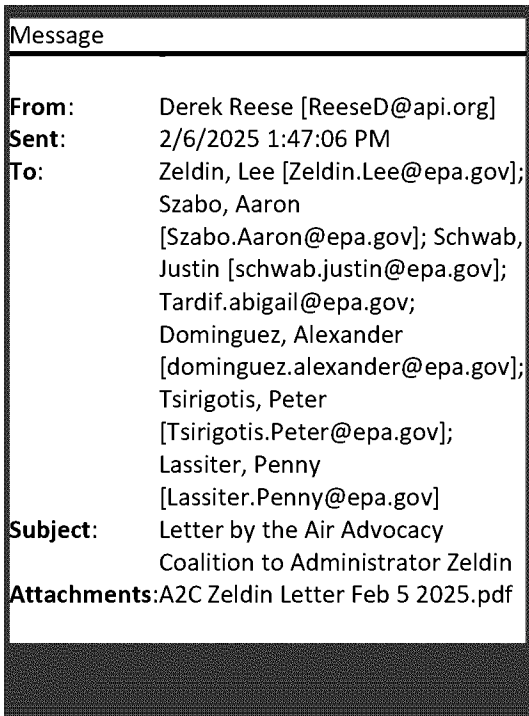 Message
From: Derek Reese [ReeseD@api.org]
Sent: 2/6/2025 1:47:06 PM
To: Zeldin, Lee [Zeldin.Lee@epa.gov];
Szabo, Aaron
[Szabo.Aaron@epa.gov]; Schwab,
Justin [schwab.justin@epa.gov];
Tardif.abigail@epa.gov;
Dominguez, Alexander
[dominguez.alexander@epa.gov];
Tsirigotis, Peter
[Tsirigotis.Peter@epa.gov];
Lassiter, Penny
[Lassiter.Penny@epa.gov]
Subject: Letter by the Air Advocacy
Coalition to Administrator Zeldin
Attachments:A2C Zeldin Letter Feb 5 2025.pdf